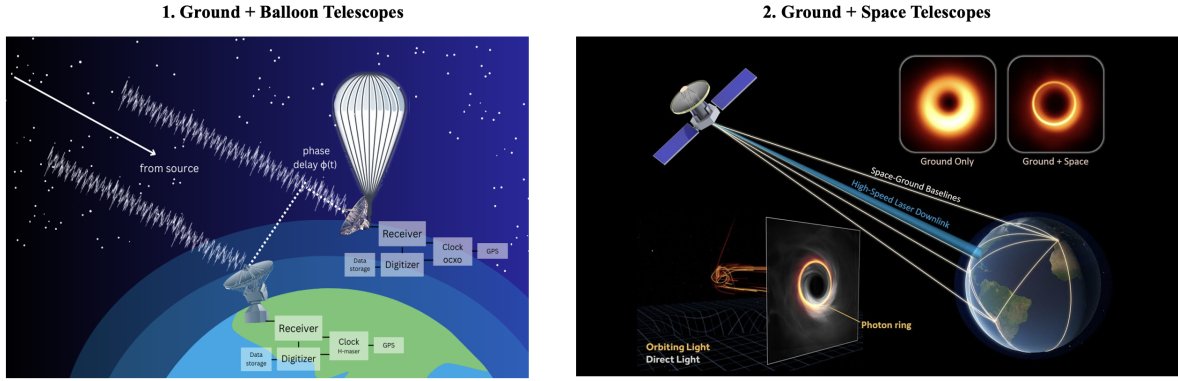 1. Ground + Balloon Telescopes
from source
phase
delay ϕ(t)
Receiver
Clock
OCXO
GPS
Data
storage
Digitizer
Receiver
Clock
H-maser
GPS
Data
storage
Digitizer
2. Ground + Space Telescopes
Ground Only
Ground + Space
Space-Ground Baselines
High-Speed Laser Downlink
Photon ring
Orbiting Light
Direct Light